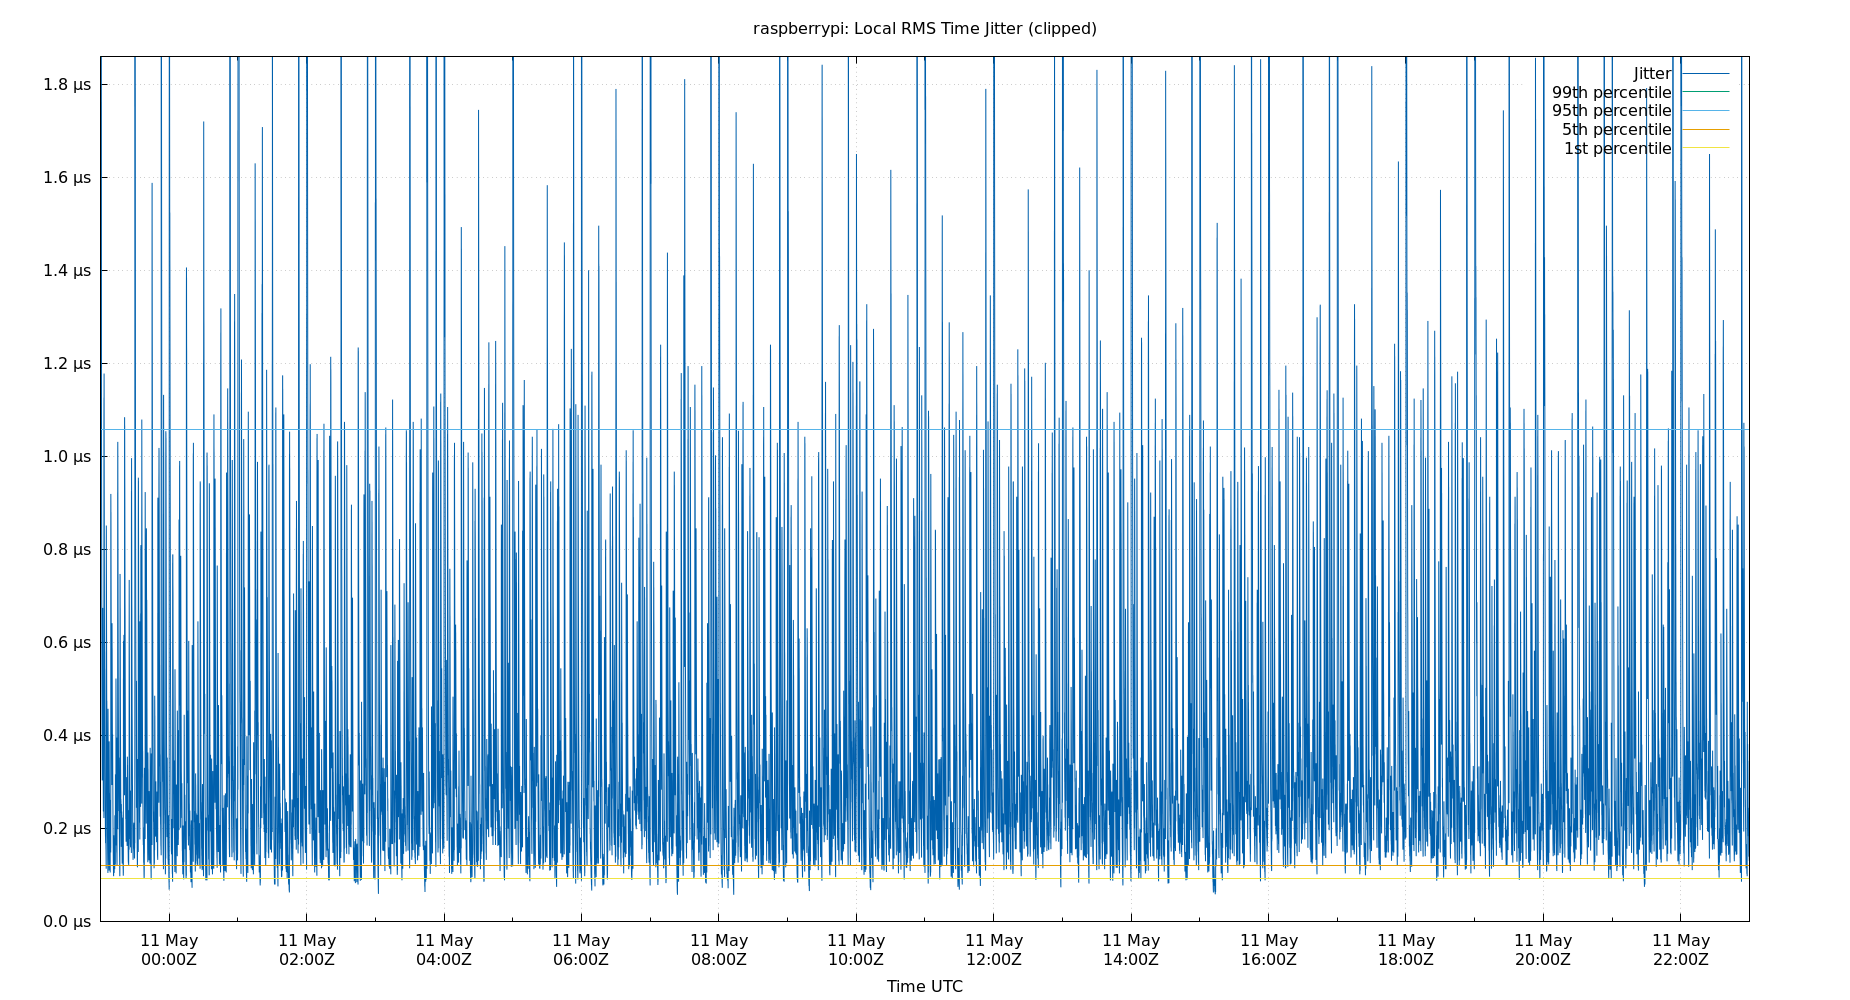 raspberrypi: Local RMS Time Jitter (clipped)
1.8 µs
1.6 µs
1.4 µs
1.2 µs
1.0 µs
0.8 µs
0.6 µs
0.4 µs
0.2 µs
0.0 µs
Jitter
99th percentile
95th percentile
5th percentile
1st percentile
11 May 11 May 11 May 11 May 11 May 11 May 11 May 11 May 11 May 11 May 11 May 11 May
00:00Z 02:00Z 04:00Z 06:00Z 08:00Z 10:00Z 12:00Z 14:00Z 16:00Z 18:00Z 20:00Z 22:00Z
Time UTC